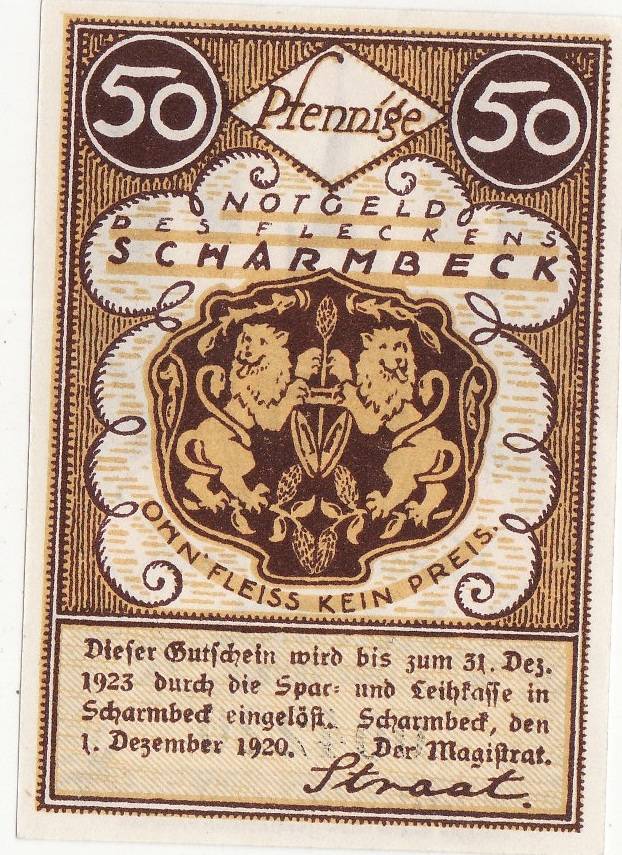 50 Pfennige 50
NOTGELD
DES FLECKENS
SCHARMBECK
OHN' FLEISS KEIN PREIS.
Dieser Gutschein wird bis zum 31. Dez.
1923 durch die Spar- und Leihkasse in
Scharmbeck eingelöst. Scharmbeck, den
1. Dezember 1920. Der Magistrat.
Straat.